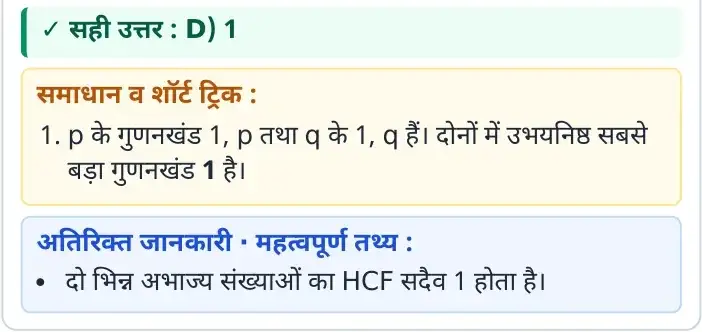 ✓ सही उत्तर : D) 1
समाधान व शॉर्ट ट्रिक :
1. p के गुणनखंड 1, p तथा q के 1, q हैं। दोनों में उभयनिष्ठ सबसे
बड़ा गुणनखंड 1 है।
अतिरिक्त जानकारी · महत्वपूर्ण तथ्य :
• दो भिन्न अभाज्य संख्याओं का HCF सदैव 1 होता है।